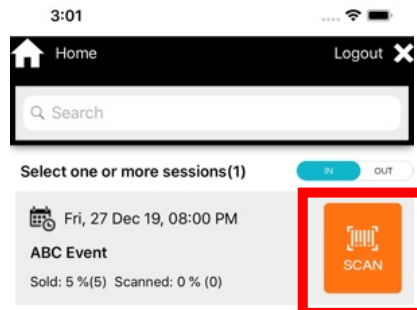 3:01
Home Logout
Search
Select one or more sessions(1) IN OUT
Fri, 27 Dec 19, 08:00 PM
ABC Event
SCAN
Sold: 5 %(5) Scanned: 0 % (0)